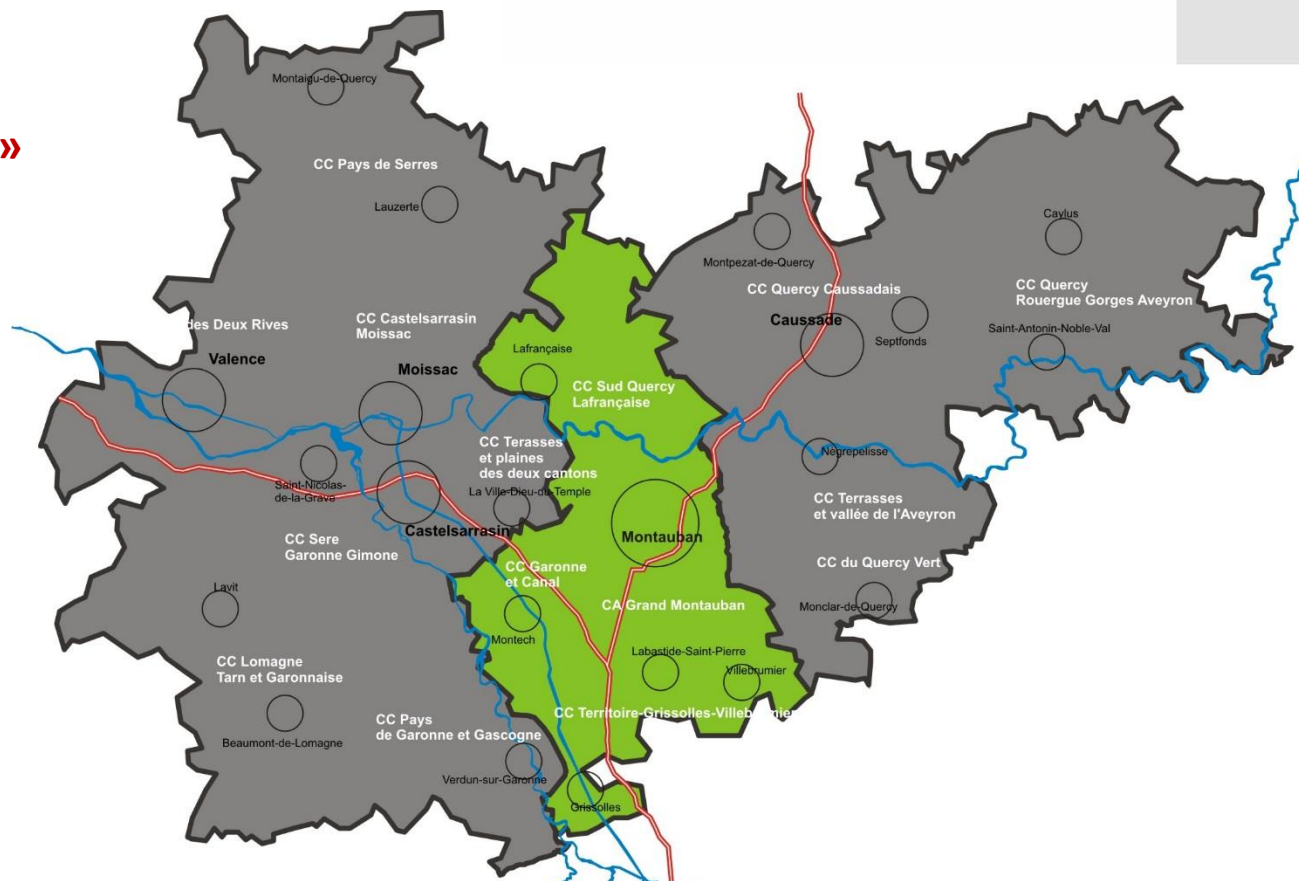 Montaigu-de-Quercy
»
CC Pays de Serres
Lauzerte
Caylus
Montpezat-de-Quercy
CC Quercy Caussadais
CC Quercy
Rouergue Gorges Aveyron
des Deux Rives
CC Castelsarrasin
Moissac
Caussade
Septfonds
Saint-Antonin-Noble-Val
Valence
Moissac
Lafrançaise
CC Sud Quercy
Lafrançaise
CC Terasses
et plaines
des deux cantons
Nègrepelisse
Saint-Nicolas-
de-la-Grave
La Ville-Dieu-du-Temple
CC Terrasses
et vallée de l'Aveyron
Castelsarrasin
Montauban
CC Sere
Garonne Gimone
CC Garonne
et Canal
CC du Quercy Vert
Lavit
CA Grand Montauban
Monclar-de-Quercy
Montech
Labastide-Saint-Pierre
Villebrumier
CC Lomagne
Tarn et Garonnaise
CC Territoire-Grissolles-Villebrumier
CC Pays
de Garonne et Gascogne
Beaumont-de-Lomagne
Verdun-sur-Garonne
Grissolles